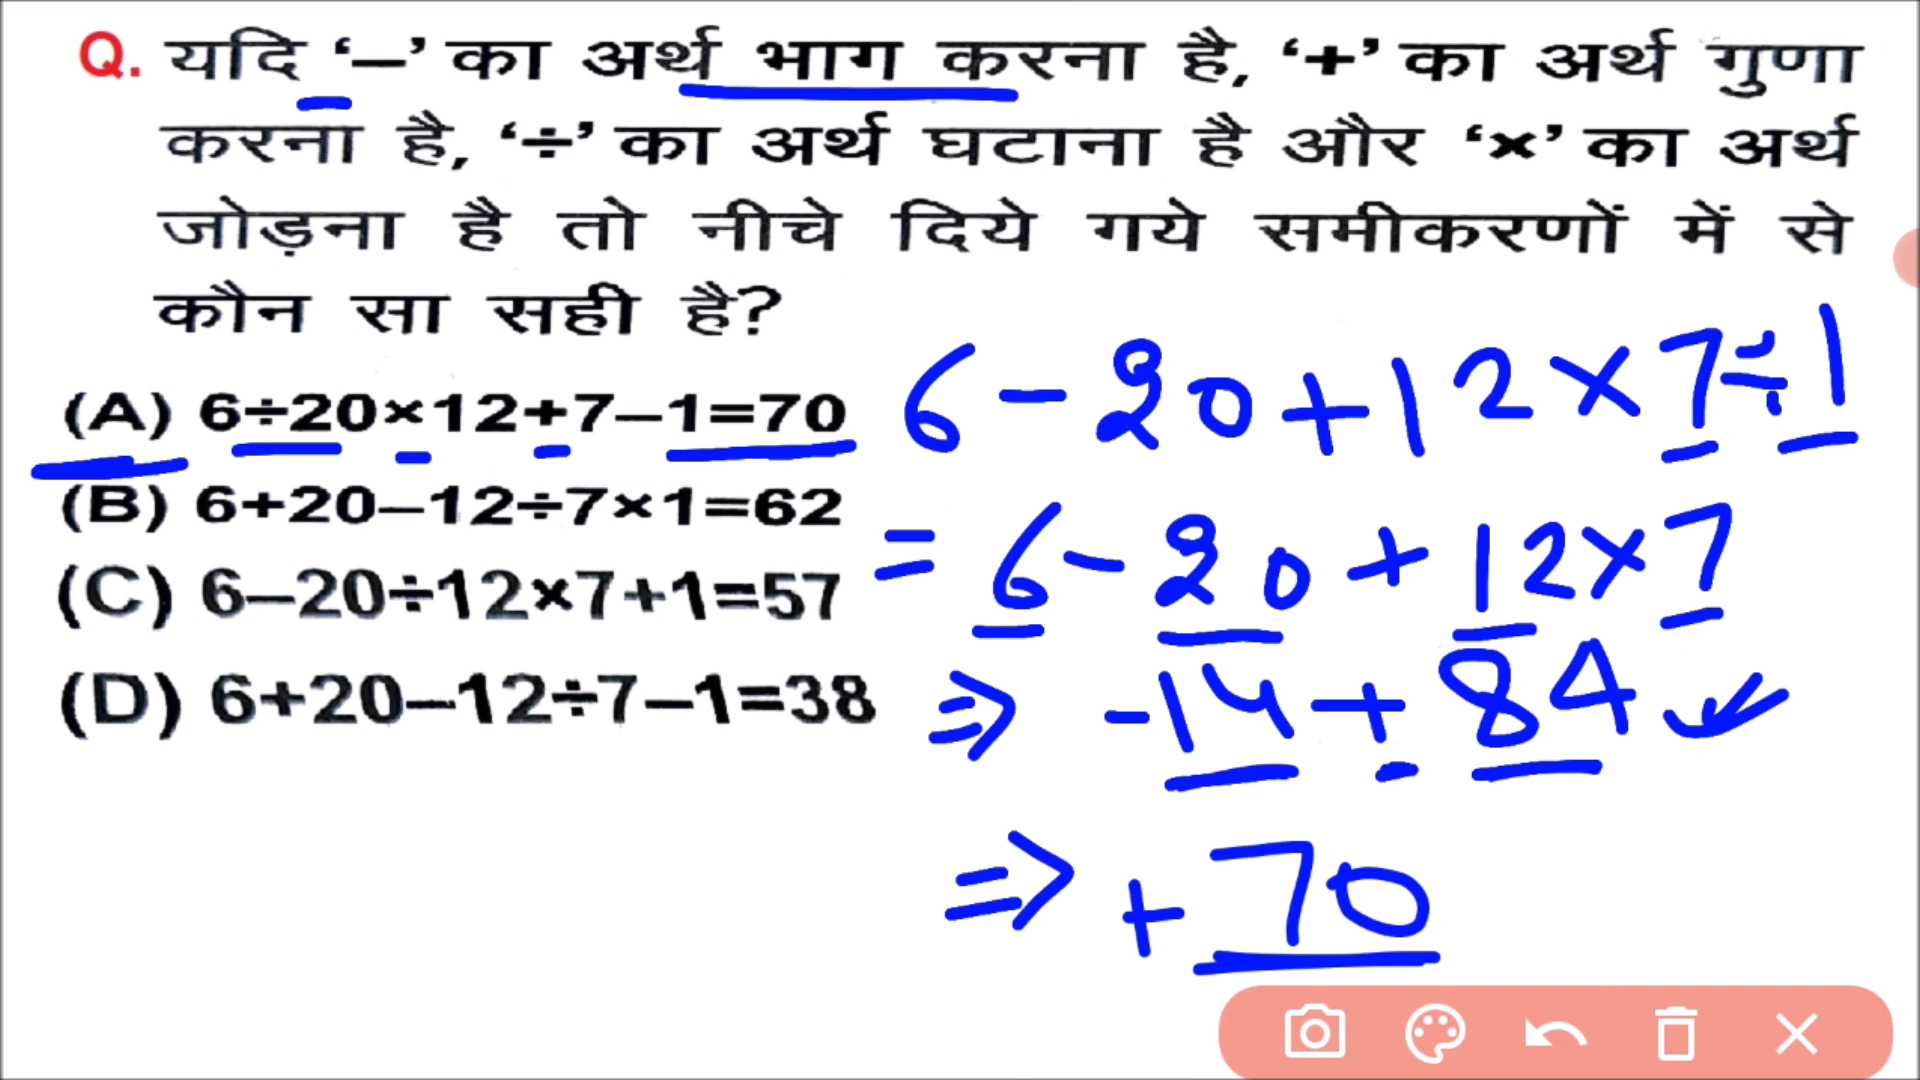 Q. यदि ‘–’ का अर्थ भाग करना है, ‘+’ का अर्थ गुणा
करना है, ‘÷’ का अर्थ घटाना है और ‘×’ का अर्थ
जोड़ना है तो नीचे दिये गये समीकरणों में से
कौन सा सही है?
(A) 6÷20×12+7–1=70
(B) 6+20–12÷7×1=62
(C) 6–20÷12×7+1=57
(D) 6+20–12÷7–1=38
6 – 20 + 12 × 7 ÷ 1
= 6 – 20 + 12 × 7
⇒ -14 + 84
⇒ + 70